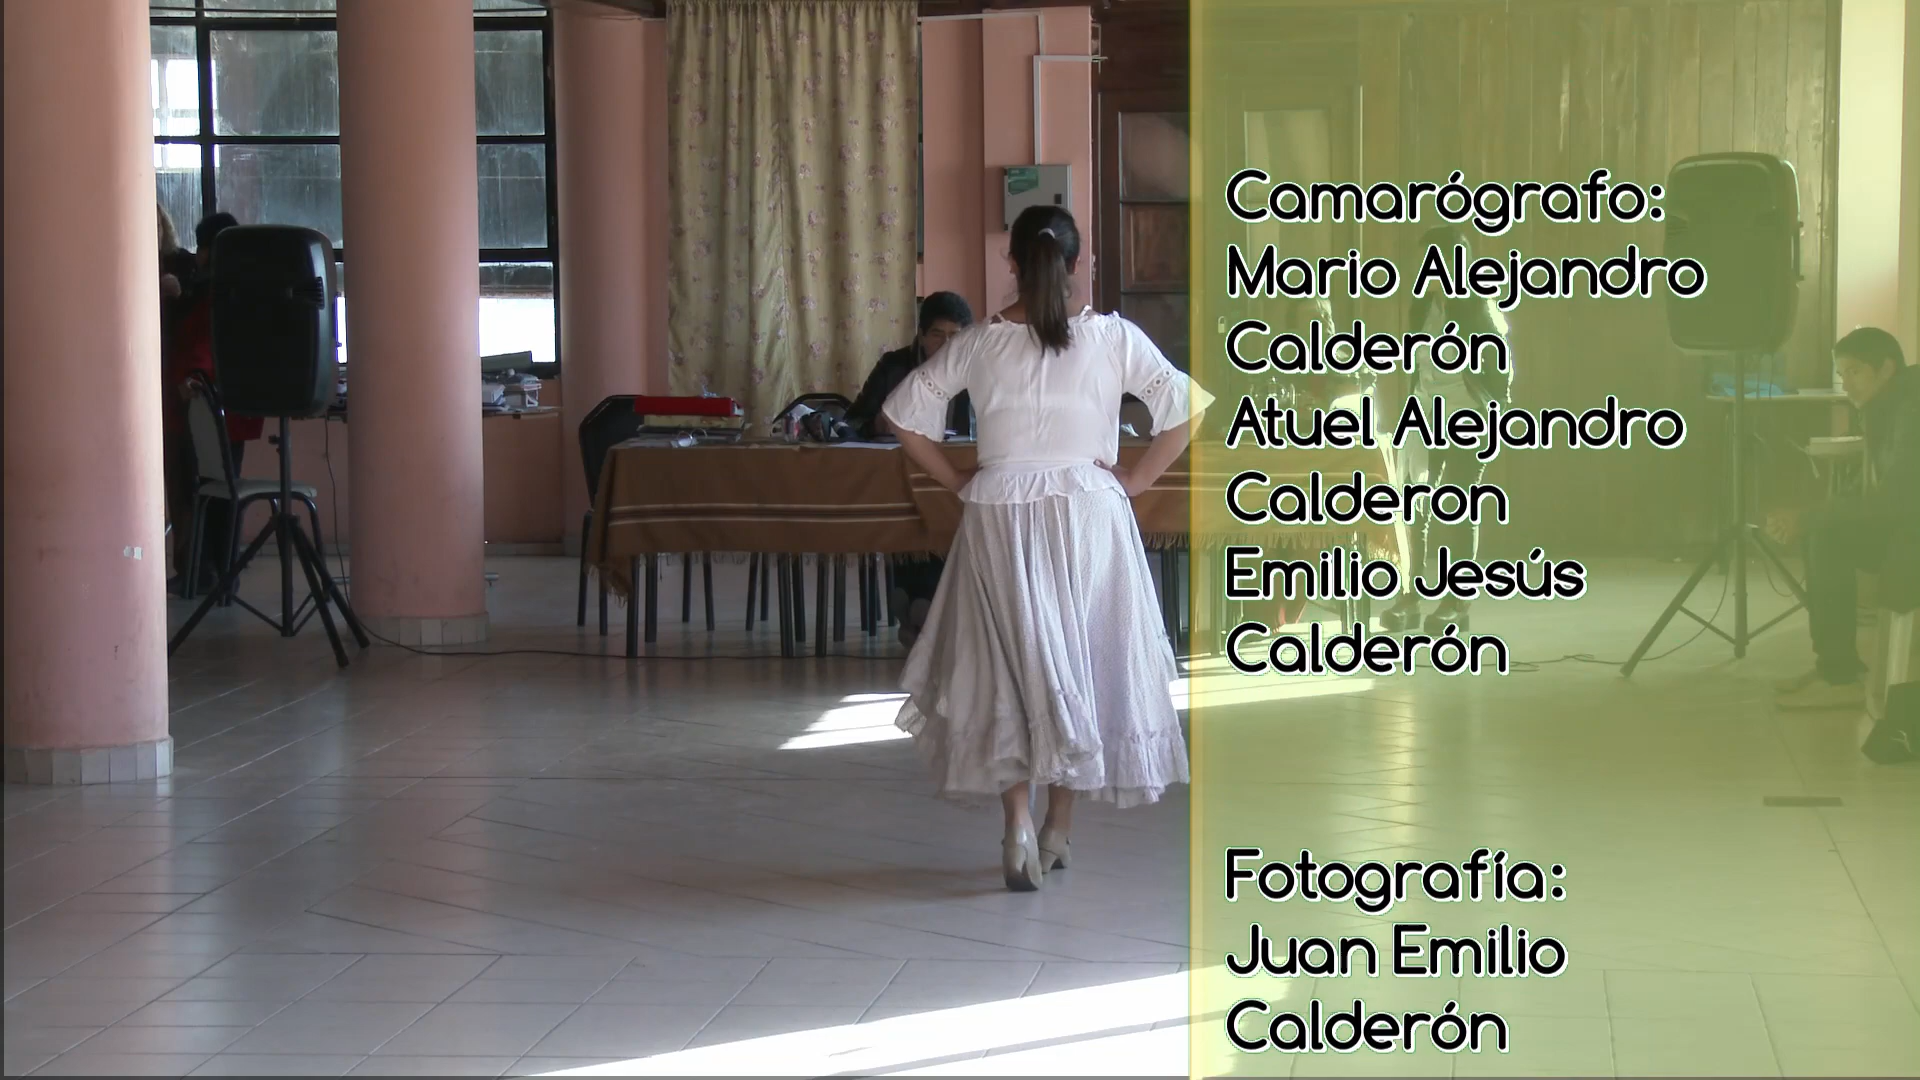 Camarógrafo:
Mario Alejandro
Calderón
Atuel Alejandro
Calderon
Emilio Jesús
Calderón
Fotografía:
Juan Emilio
Calderón